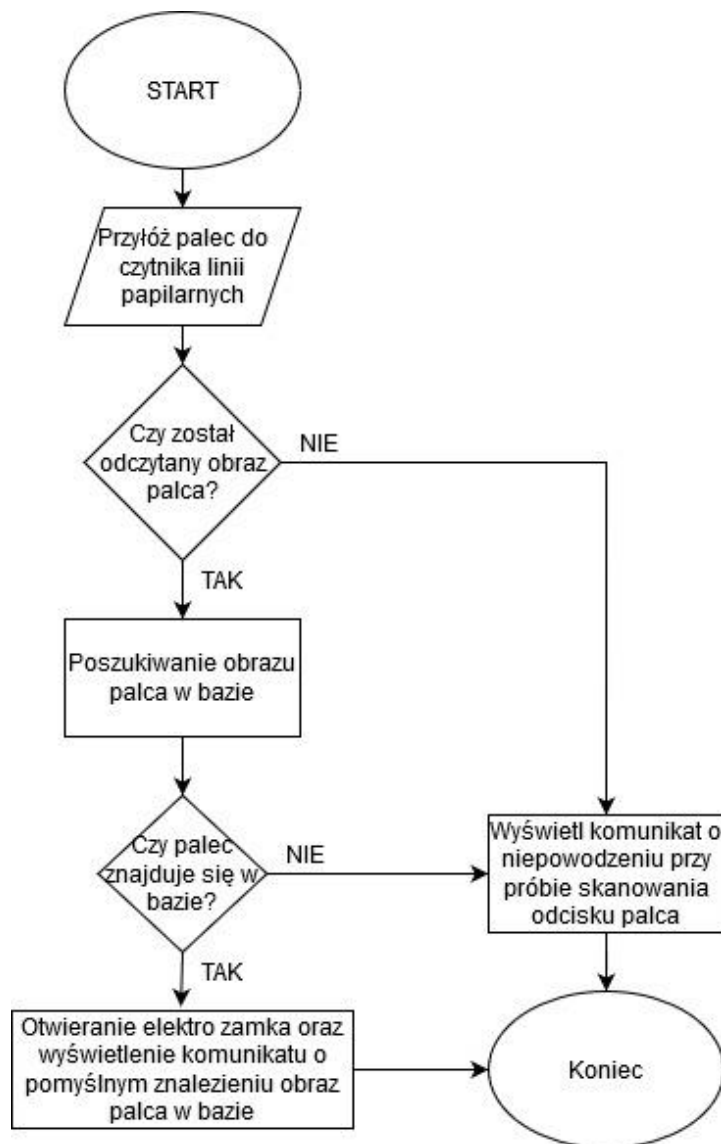 START
Przyłóż palec do
czytnika linii
papilarnych
Czy został
odczytany obraz
palca?
NIE
TAK
Poszukiwanie obrazu
palca w bazie
Czy palec
znajduje się w
bazie?
NIE
Wyświetl komunikat o
niepowodzeniu przy
próbie skanowania
odcisku palca
TAK
Otwieranie elektro zamka oraz
wyświetlenie komunikatu o
pomyślnym znalezieniu obraz
palca w bazie
Koniec